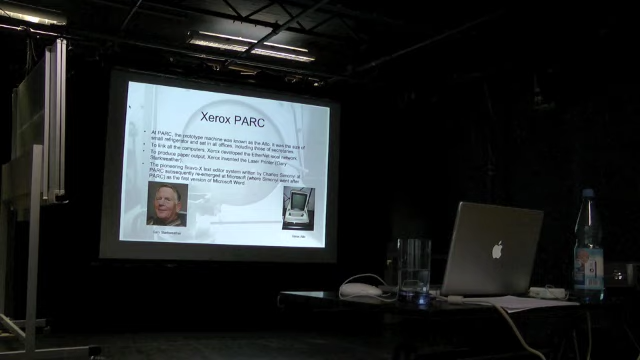 Xerox PARC
• At PARC, the prototype machine was known as the Alto. It was the size of
small refrigerator and sat in all offices, including those of secretaries.
• To link all the computers, Xerox developed the EtherNet local network.
• To produce paper output, Xerox invented the Laser Printer (Gary
Starkweather).
• The pioneering Bravo-X text editor system written by Charles Simonyi at
PARC subsequently re-emerged at Microsoft (where Simonyi went after
PARC) as the first version of Microsoft Word.
Gary Starkweather